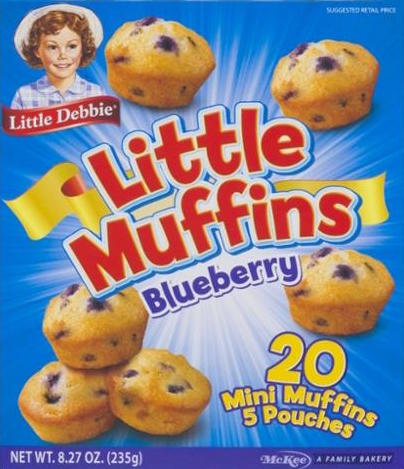 SUGGESTED RETAIL PRICE
Little Debbie®
Little
Muffins
Blueberry
20
Mini Muffins
5 Pouches
NET WT. 8.27 OZ. (235g)
McKee® A FAMILY BAKERY